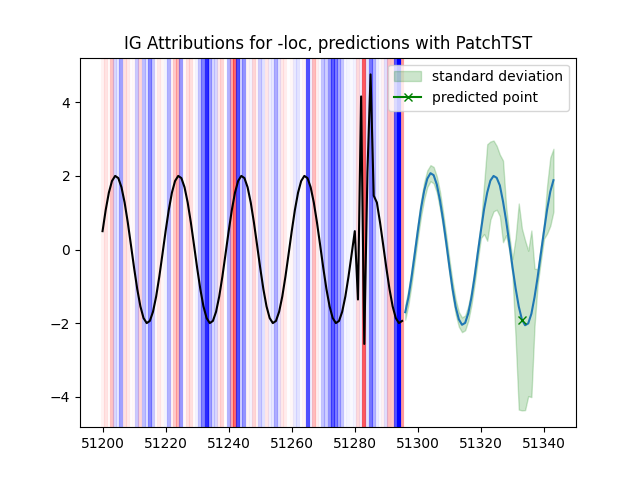 IG Attributions for -loc, predictions with PatchTST
standard deviation
predicted point
4
2
0
−2
−4
51200 51220 51240 51260 51280 51300 51320 51340